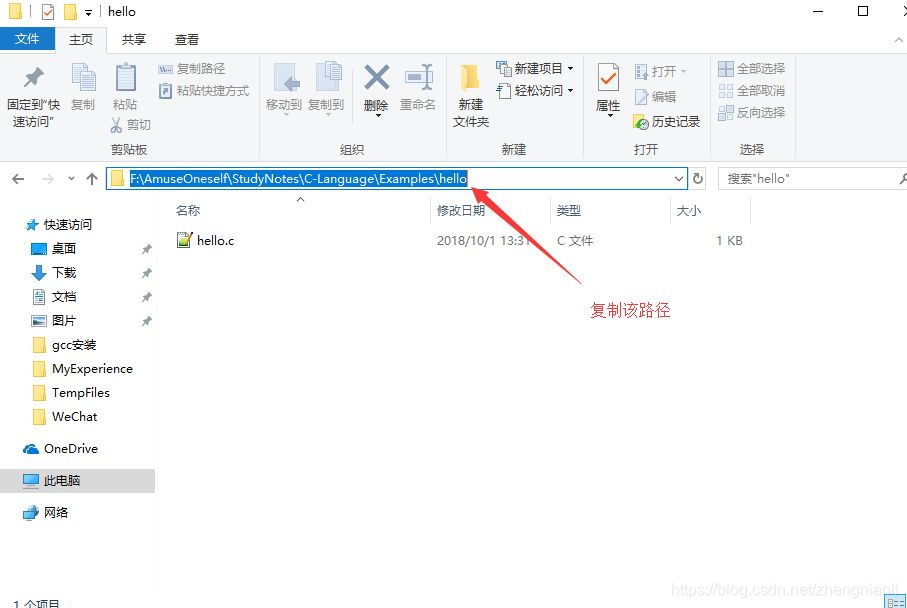 hello
文件 主页 共享 查看
固定到"快速访问"
复制
粘贴
复制路径
粘贴快捷方式
剪切
剪贴板
移动到
复制到
删除
重命名
组织
新建文件夹
新建项目
轻松访问
新建
属性
打开
编辑
历史记录
打开
全部选择
全部取消
反向选择
选择
F:\AmuseOneself\StudyNotes\C-Language\Examples\hello
搜索"hello"
名称 修改日期 类型 大小
hello.c 2018/10/1 13:31 C 文件 1 KB
复制该路径
快速访问
桌面
下载
文档
图片
gcc安装
MyExperience
TempFiles
WeChat
OneDrive
此电脑
网络
1 个项目
https://blog.csdn.net/zhengnianli